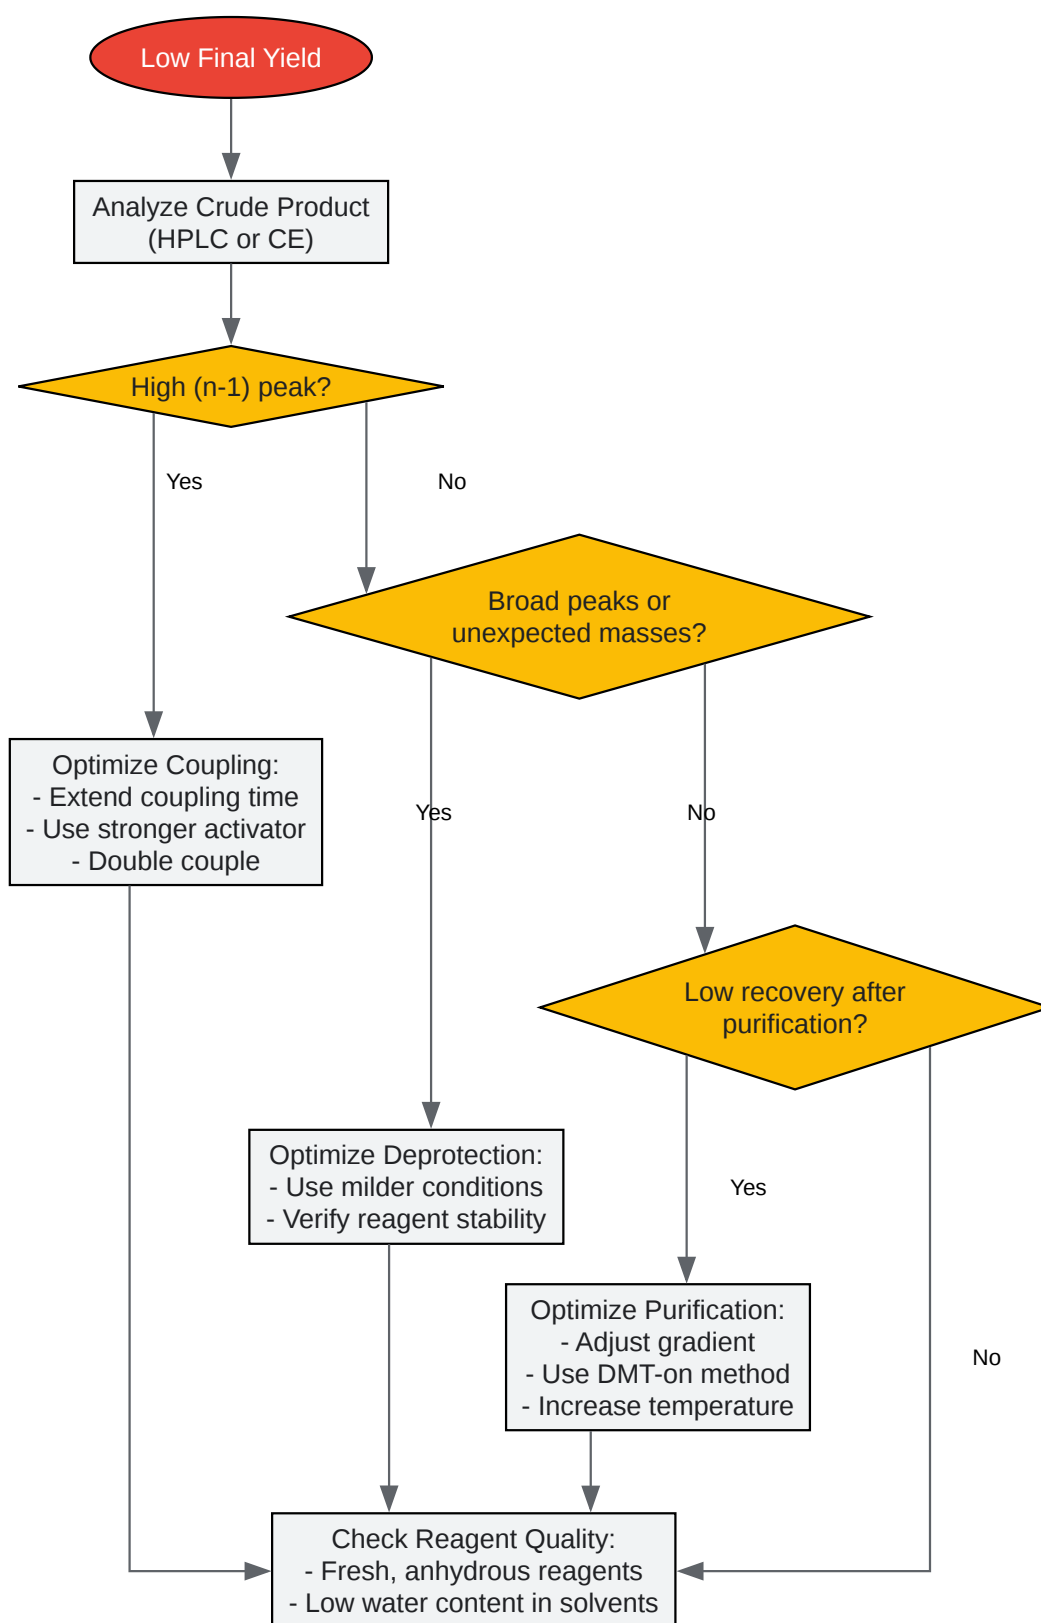 Low Final Yield
Analyze Crude Product
(HPLC or CE)
High (n-1) peak?
Yes
No
Broad peaks or
unexpected masses?
Optimize Coupling:
- Extend coupling time
- Use stronger activator
- Double couple
Yes
No
Low recovery after
purification?
Optimize Deprotection:
- Use milder conditions
- Verify reagent stability
Yes
Optimize Purification:
- Adjust gradient
- Use DMT-on method
- Increase temperature
No
Check Reagent Quality:
- Fresh, anhydrous reagents
- Low water content in solvents